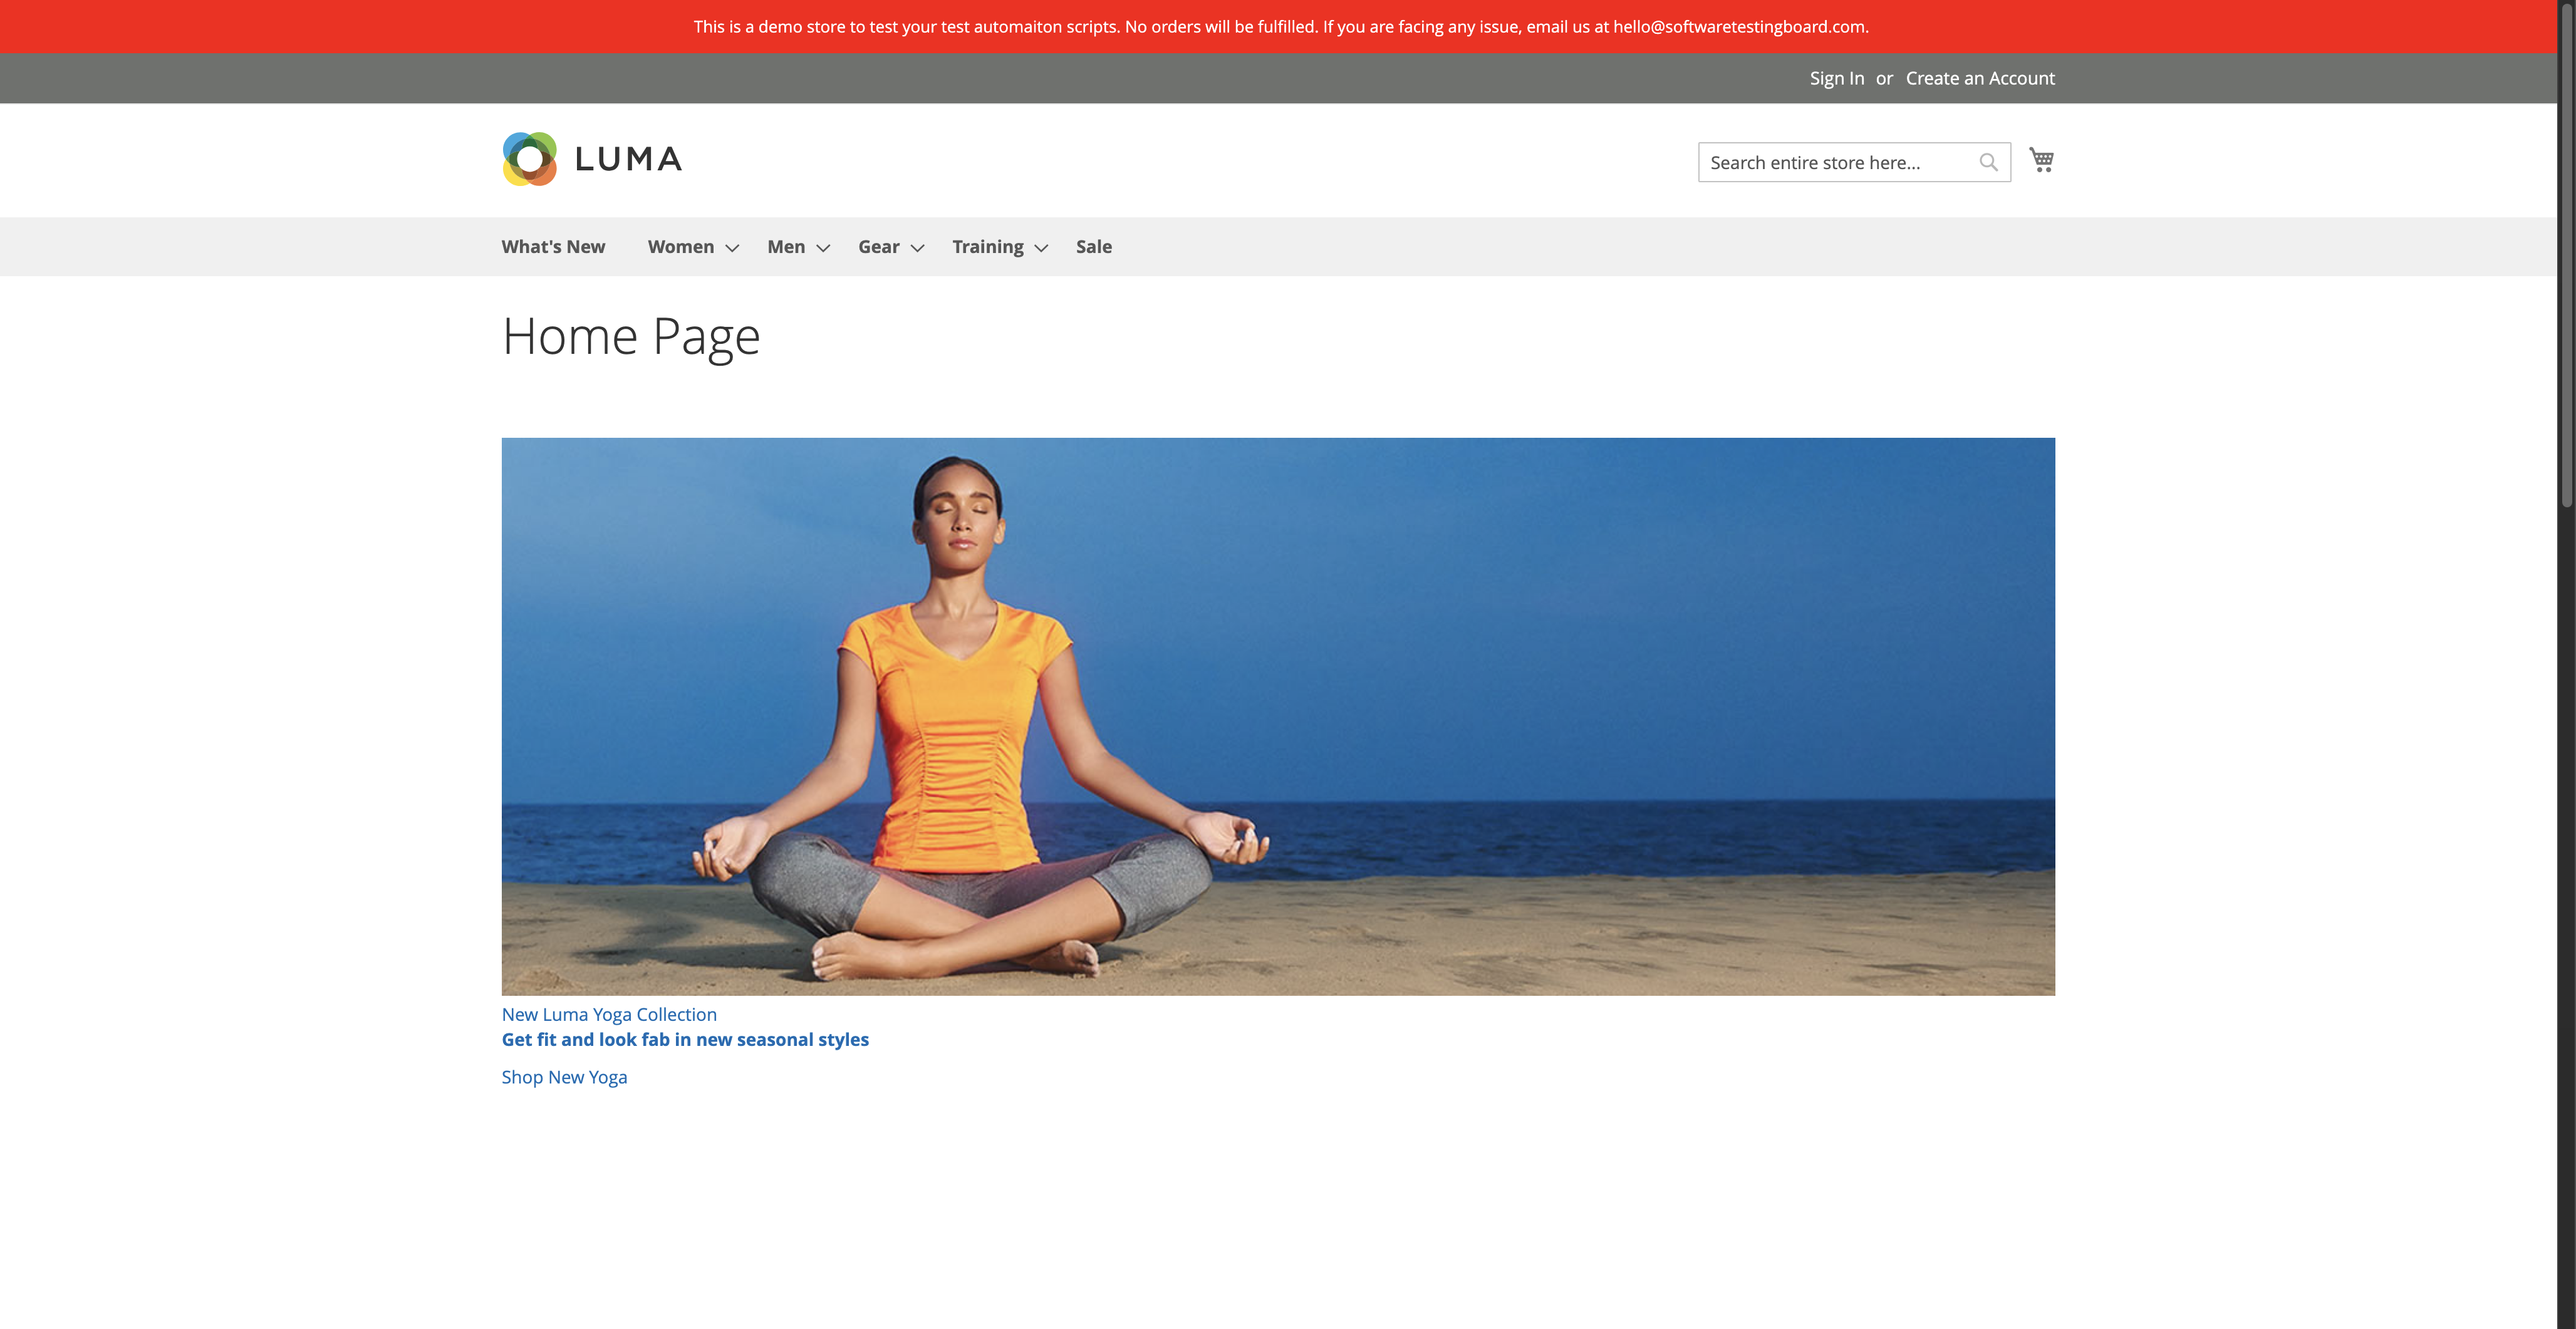 This is a demo store to test your test automaiton scripts. No orders will be fulfilled. If you are facing any issue, email us at hello@softwaretestingboard.com.
Sign In or Create an Account
LUMA
Search entire store here...
What's New Women Men Gear Training Sale
Home Page
New Luma Yoga Collection
Get fit and look fab in new seasonal styles
Shop New Yoga